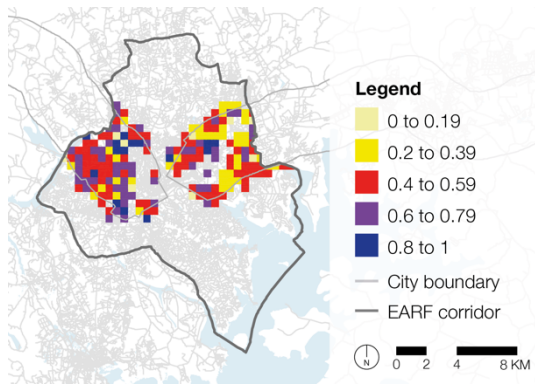 Legend
0 to 0.19
0.2 to 0.39
0.4 to 0.59
0.6 to 0.79
0.8 to 1
City boundary
EARF corridor
N
0 2 4 8 KM